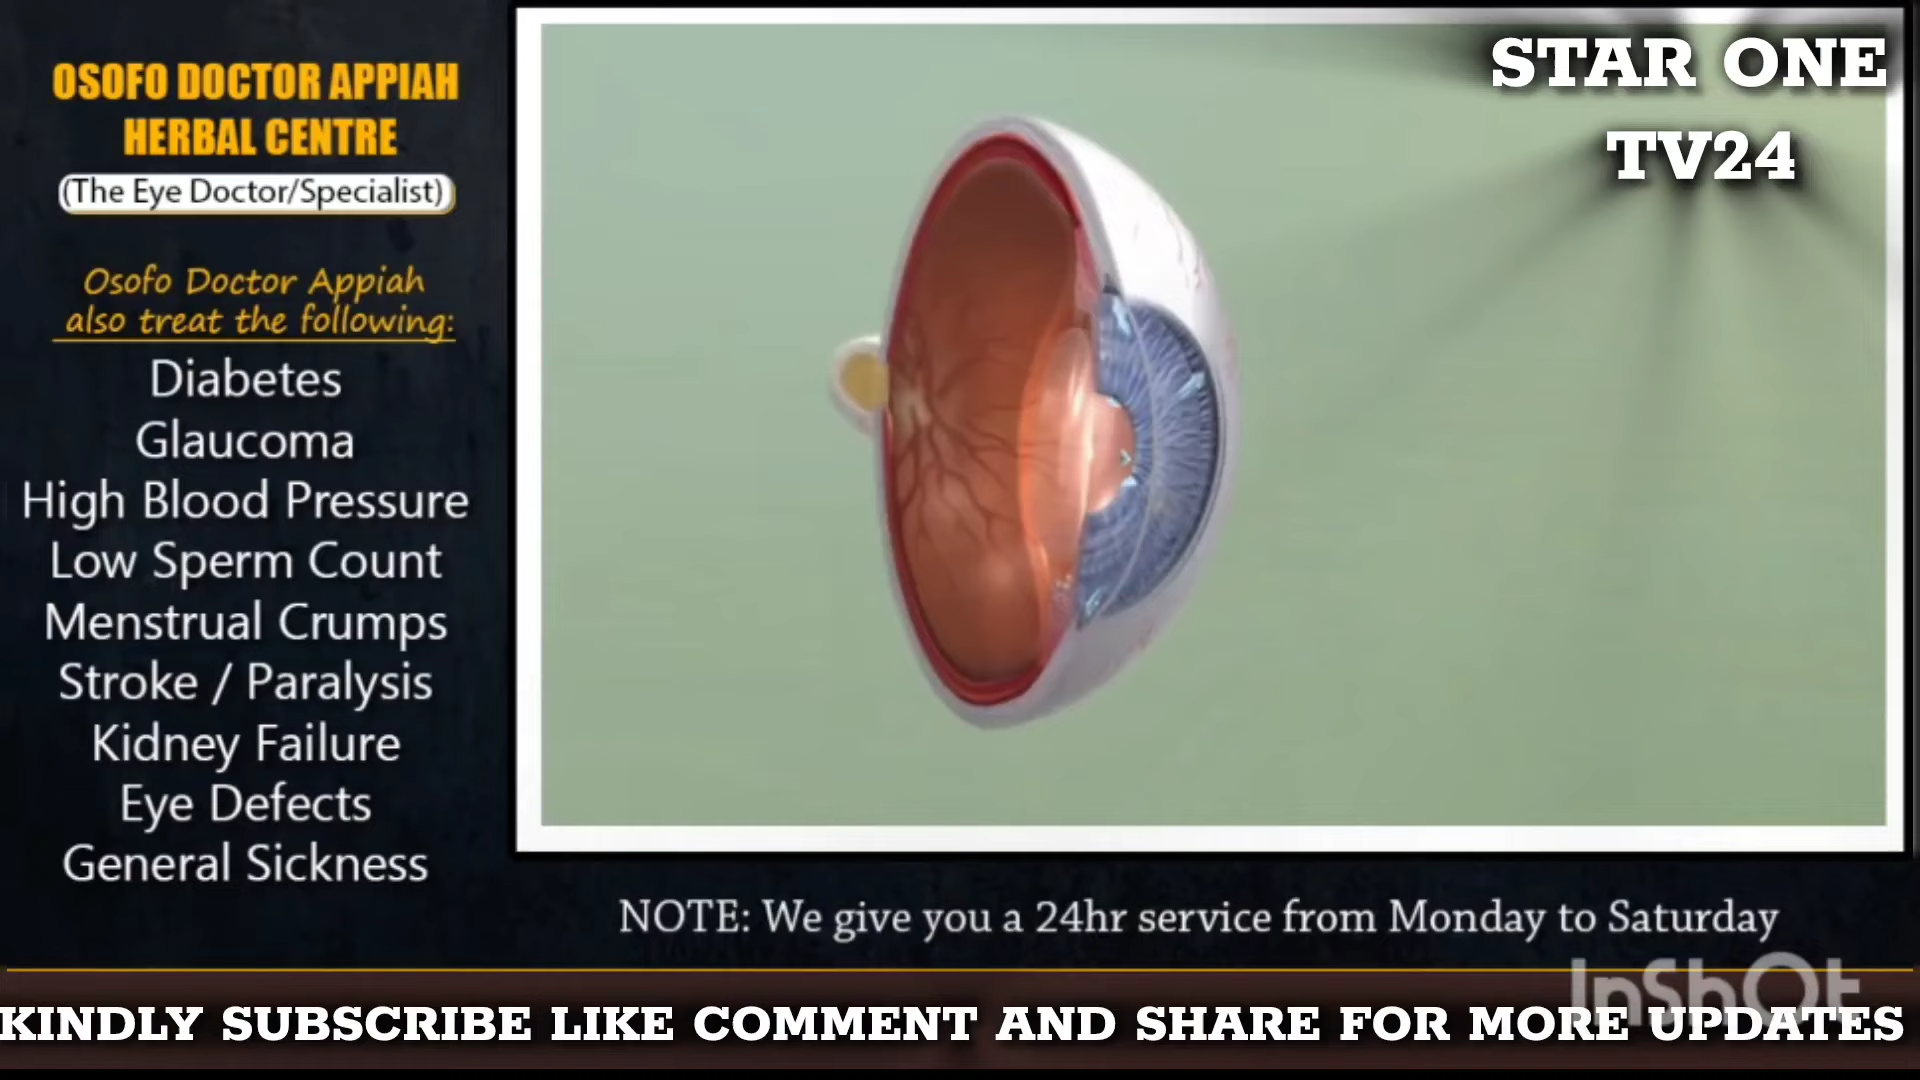 OSOFO DOCTOR APPIAH
HERBAL CENTRE
(The Eye Doctor/Specialist)
Osofo Doctor Appiah
also treat the following:
Diabetes
Glaucoma
High Blood Pressure
Low Sperm Count
Menstrual Crumps
Stroke / Paralysis
Kidney Failure
Eye Defects
General Sickness
STAR ONE
TV24
NOTE: We give you a 24hr service from Monday to Saturday
InShOt
KINDLY SUBSCRIBE LIKE COMMENT AND SHARE FOR MORE UPDATES